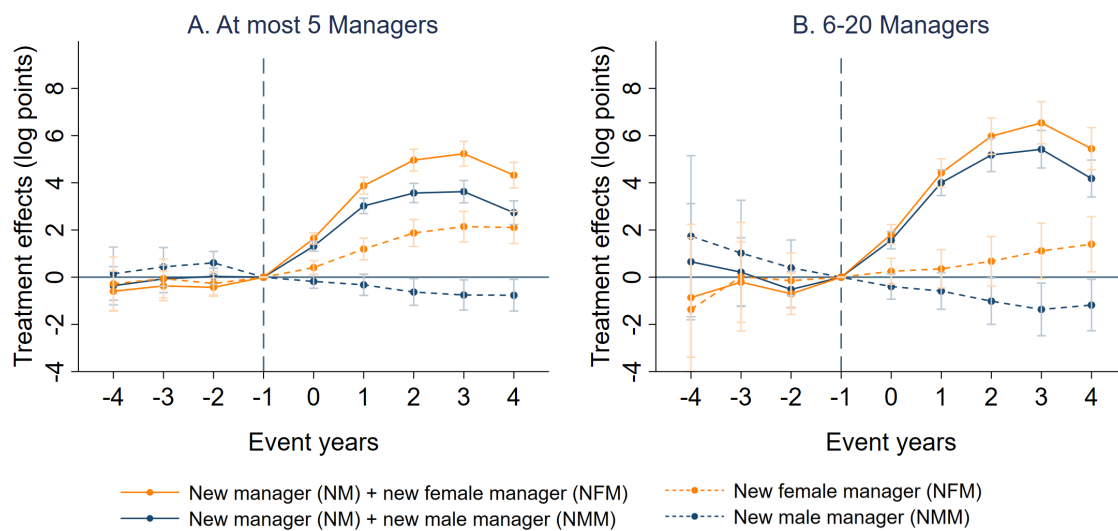 A. At most 5 Managers
Treatment effects (log points)
8
6
4
2
0
-2
-4
-4 -3 -2 -1 0 1 2 3 4
Event years
B. 6-20 Managers
Treatment effects (log points)
8
6
4
2
0
-2
-4
-4 -3 -2 -1 0 1 2 3 4
Event years
New manager (NM) + new female manager (NFM)
New manager (NM) + new male manager (NMM)
New female manager (NFM)
New male manager (NMM)